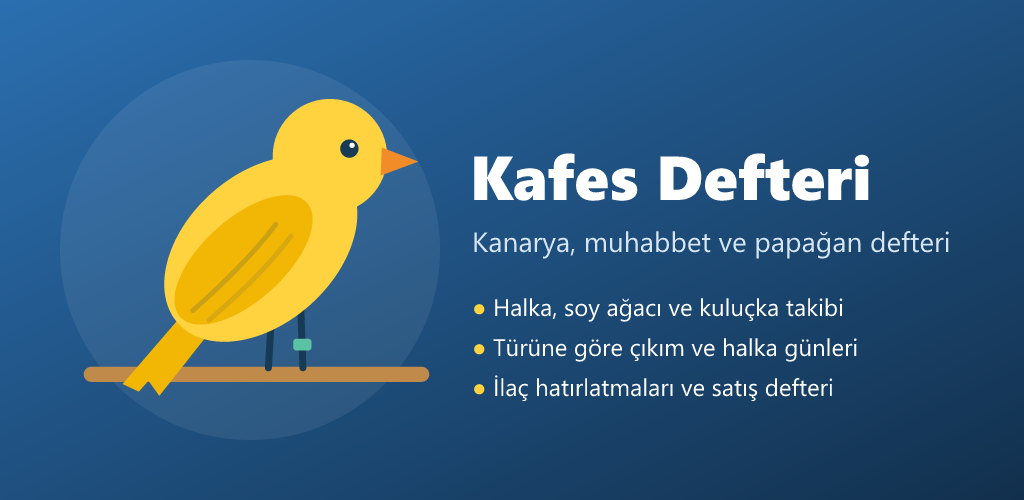 Kafes Defteri
Kanarya, muhabbet ve papağan defteri
● Halka, soy ağacı ve kuluçka takibi
● Türüne göre çıkım ve halka günleri
● İlaç hatırlatmaları ve satış defteri